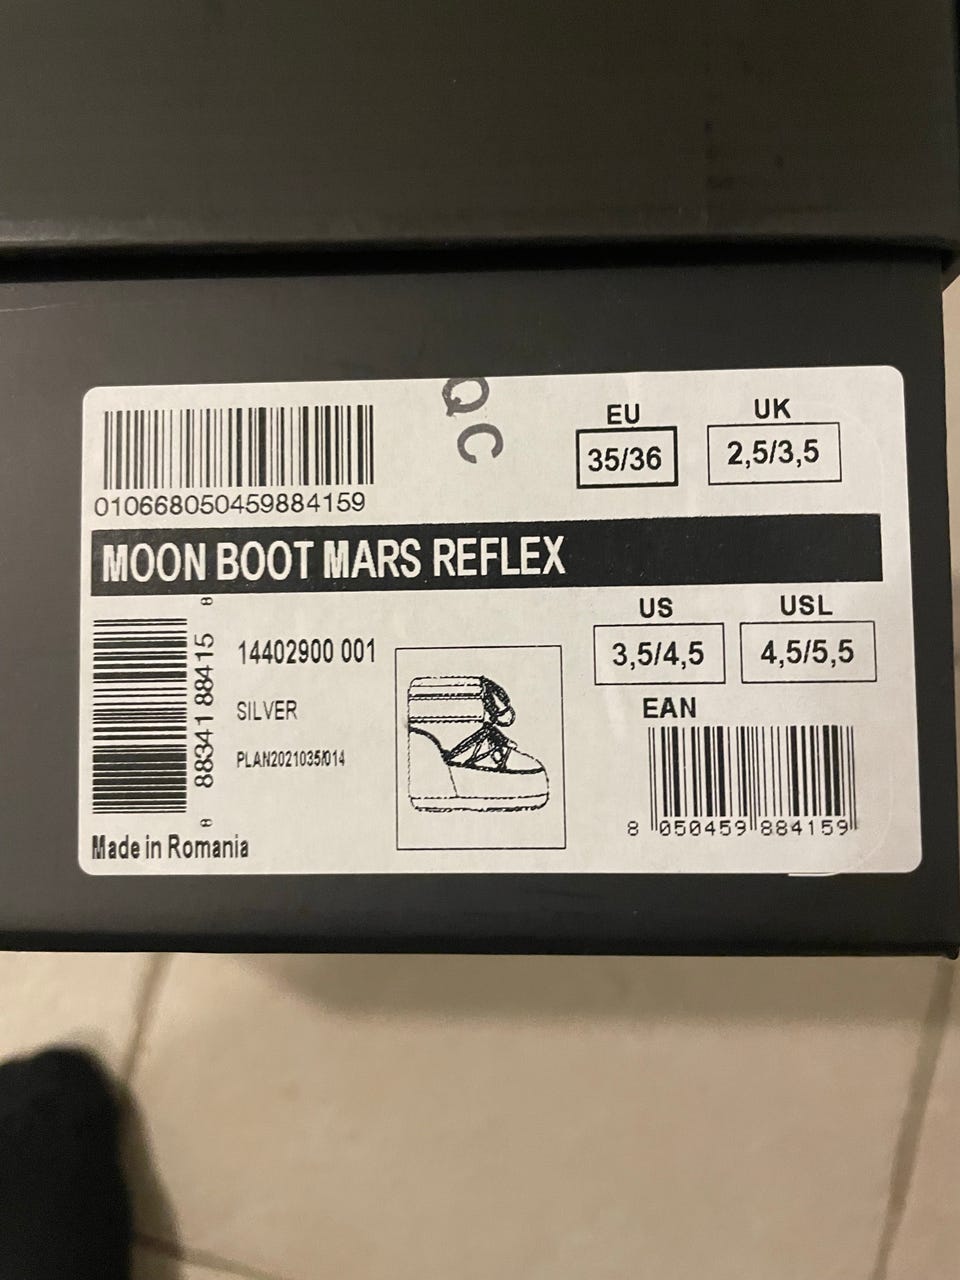 QC
010668050459884159
EU
35/36
UK
2,5/3,5
MOON BOOT MARS REFLEX
8 88341 88415 8
14402900 001
SILVER
PLAN2021035/014
Made in Romania
US
3,5/4,5
USL
4,5/5,5
EAN
8 050459 884159